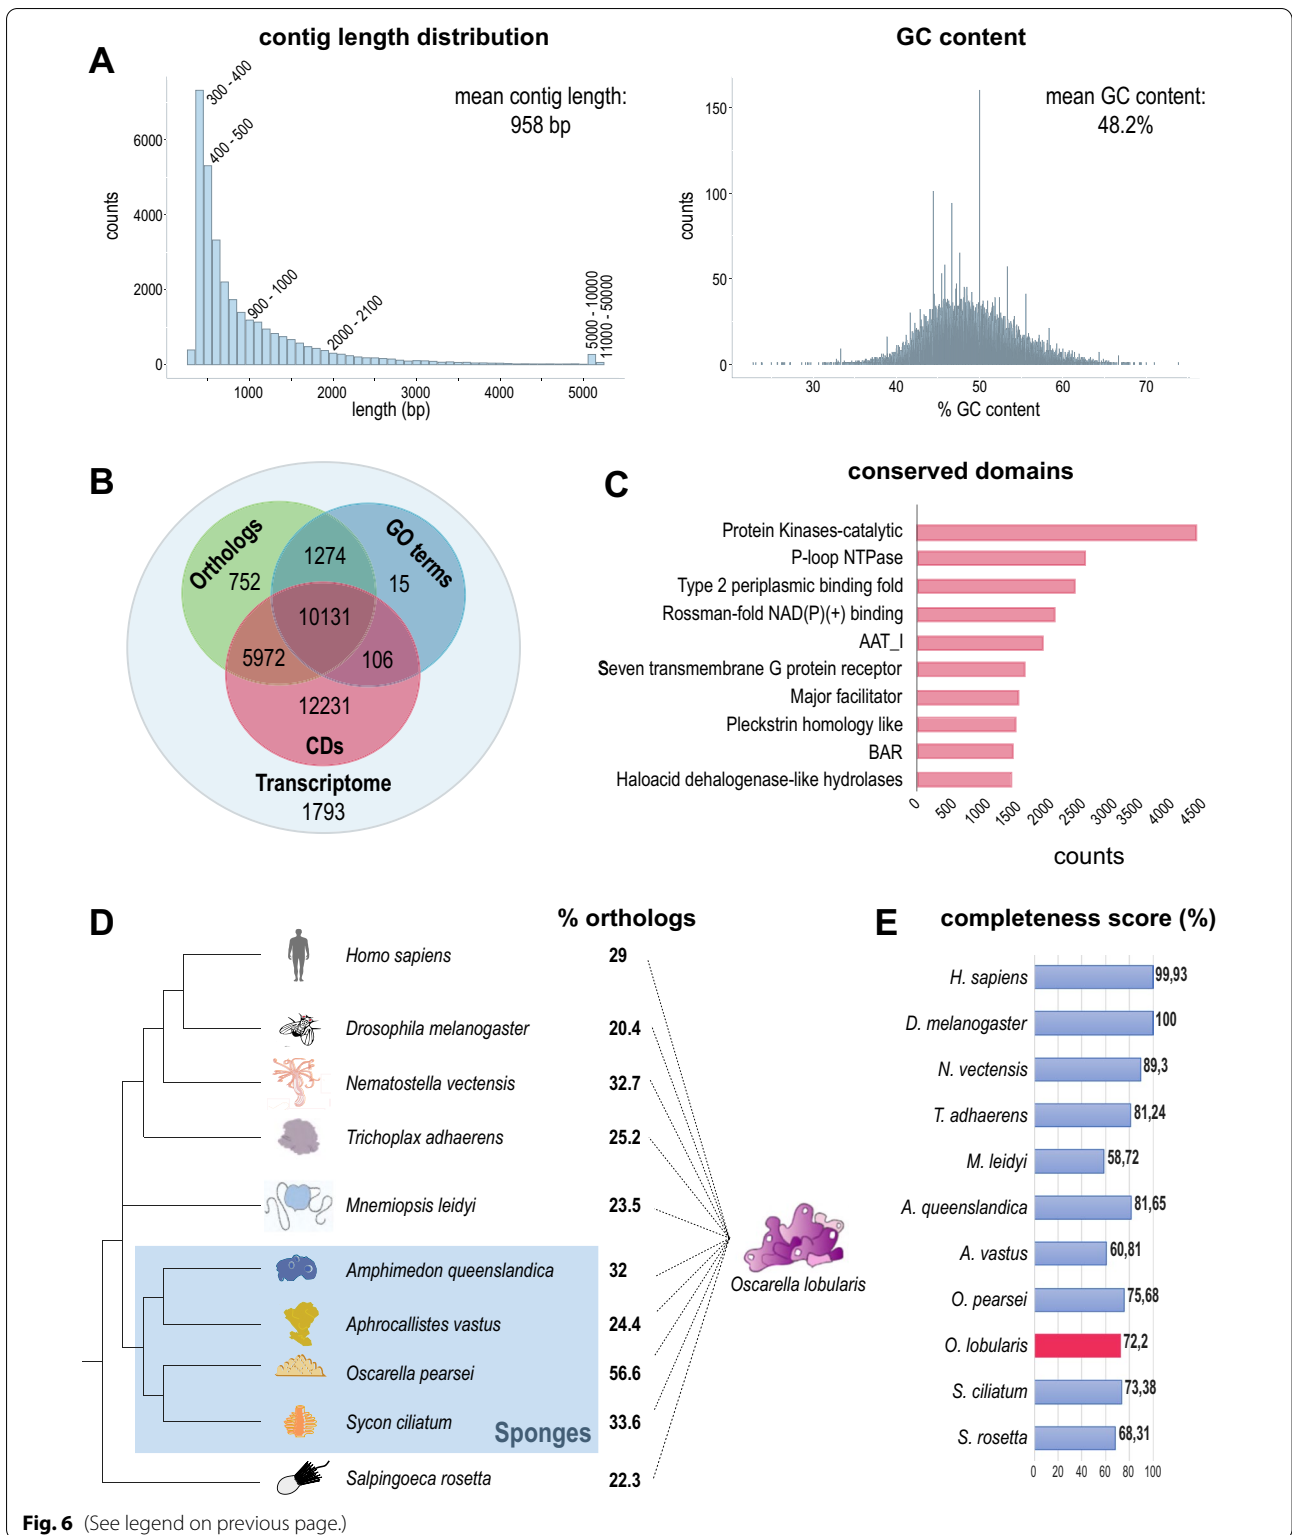 A
contig length distribution
mean contig length:
958 bp
300 - 400
400 - 500
900 - 1000
2000 - 2100
5000 - 10000
11000 - 50000
counts
6000
4000
2000
0
1000
2000
3000
4000
5000
length (bp)
GC content
mean GC content:
48.2%
counts
150
100
50
0
30
40
50
60
70
% GC content
B
Orthologs
752
1274
GO terms
15
10131
5972
106
12231
CDs
Transcriptome
1793
C
conserved domains
Protein Kinases-catalytic
P-loop NTPase
Type 2 periplasmic binding fold
Rossman-fold NAD(P)(+) binding
AAT_I
Seven transmembrane G protein receptor
Major facilitator
Pleckstrin homology like
BAR
Haloacid dehalogenase-like hydrolases
0
500
1000
1500
2000
2500
3000
3500
4000
4500
counts
D
% orthologs
Homo sapiens 29
Drosophila melanogaster 20.4
Nematostella vectensis 32.7
Trichoplax adhaerens 25.2
Mnemiopsis leidyi 23.5
Amphimedon queenslandica 32
Aphrocallistes vastus 24.4
Oscarella pearsei 56.6
Sycon ciliatum 33.6
Sponges
Salpingoeca rosetta 22.3
Oscarella lobularis
E
completeness score (%)
H. sapiens 99,93
D. melanogaster 100
N. vectensis 89,3
T. adhaerens 81,24
M. leidyi 58,72
A. queenslandica 81,65
A. vastus 60,81
O. pearsei 75,68
O. lobularis 72,2
S. ciliatum 73,38
S. rosetta 68,31
0 20 40 60 80 100
Fig. 6 (See legend on previous page.)